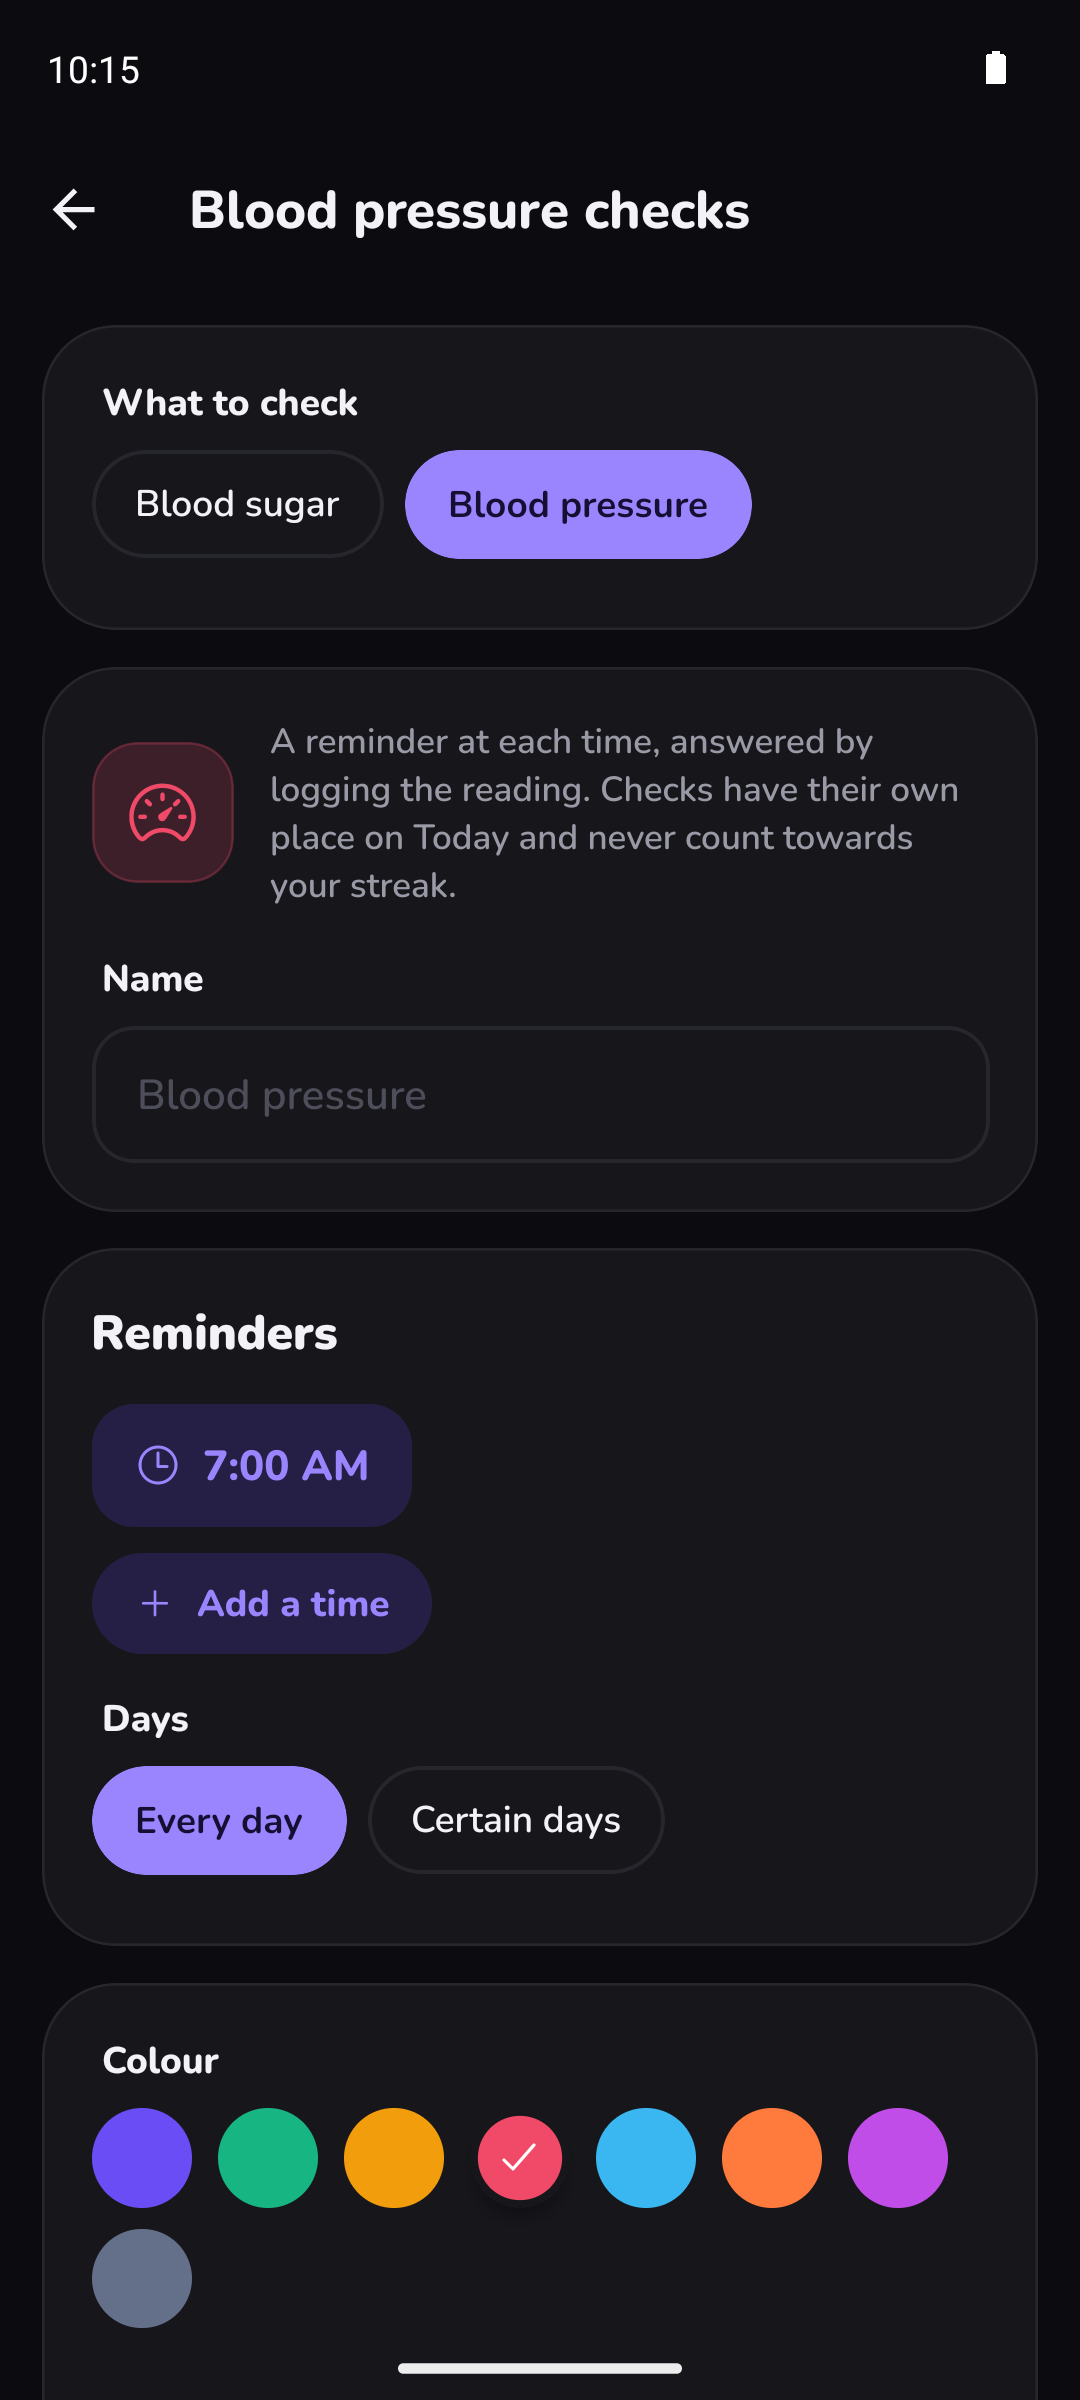 10:15
Blood pressure checks
What to check
Blood sugar
Blood pressure
A reminder at each time, answered by
logging the reading. Checks have their own
place on Today and never count towards
your streak.
Name
Blood pressure
Reminders
7:00 AM
Add a time
Days
Every day
Certain days
Colour